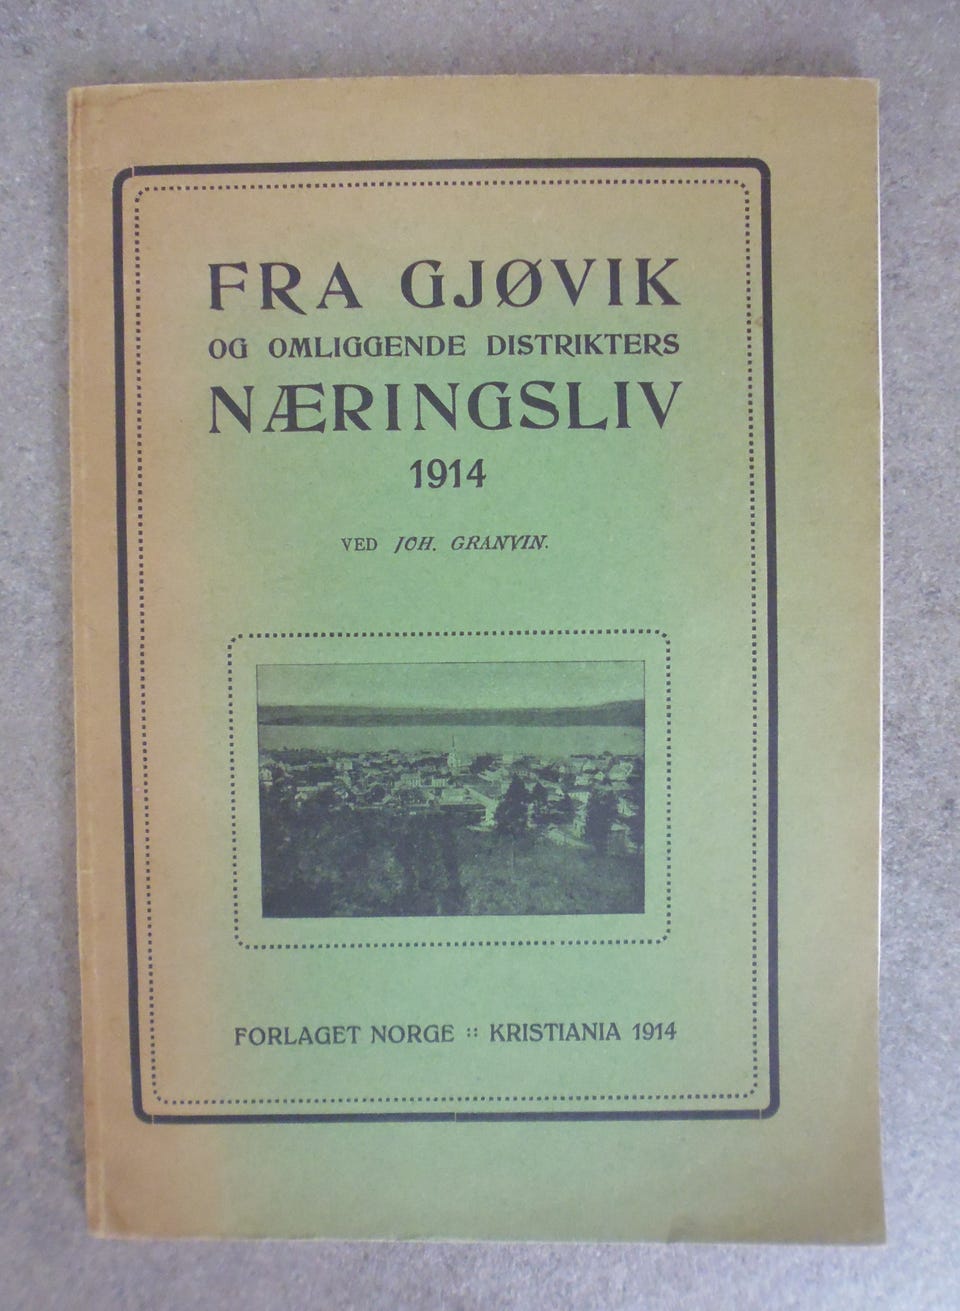 FRA GJØVIK
OG OMLIGGENDE DISTRIKTERS
NÆRINGSLIV
1914
VED JOH. GRANVIN.
FORLAGET NORGE :: KRISTIANIA 1914